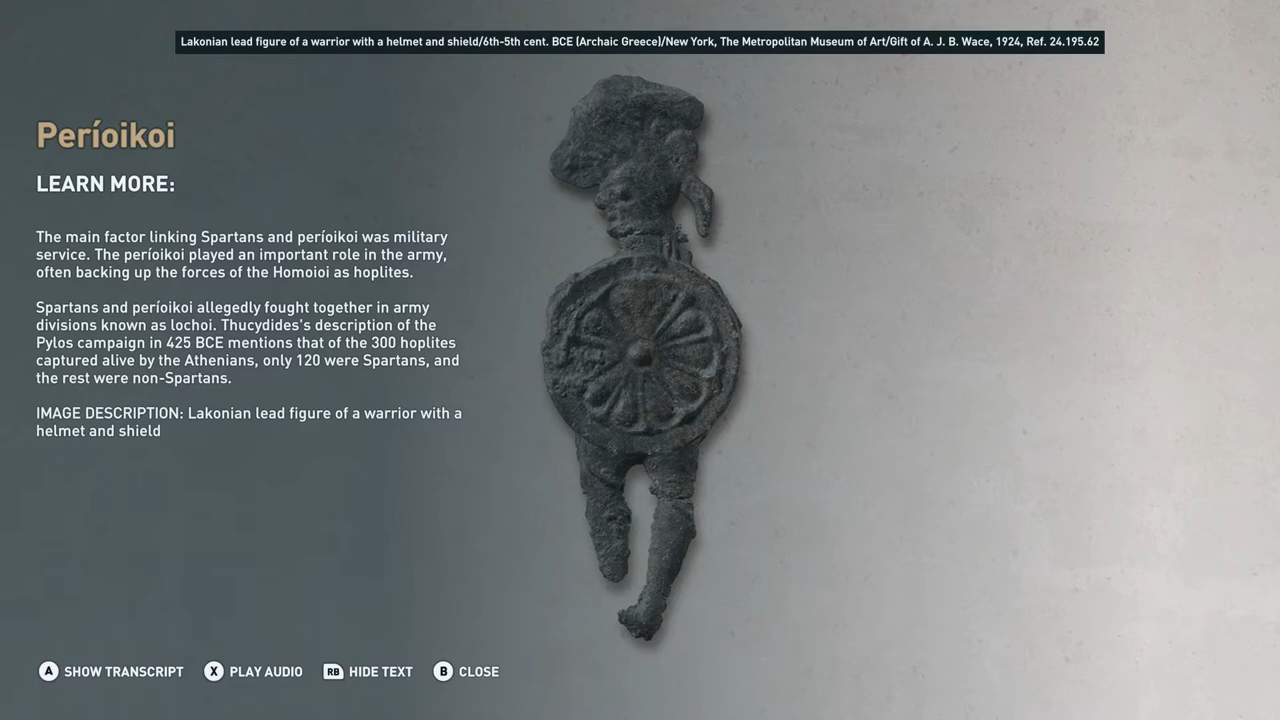 Lakonian lead figure of a warrior with a helmet and shield/6th-5th cent. BCE (Archaic Greece)/New York, The Metropolitan Museum of Art/Gift of A. J. B. Wace, 1924, Ref. 24.195.62
Períoikoi
LEARN MORE:
The main factor linking Spartans and períoikoi was military
service. The períoikoi played an important role in the army,
often backing up the forces of the Homoioi as hoplites.
Spartans and períoikoi allegedly fought together in army
divisions known as lochoi. Thucydides's description of the
Pylos campaign in 425 BCE mentions that of the 300 hoplites
captured alive by the Athenians, only 120 were Spartans, and
the rest were non-Spartans.
IMAGE DESCRIPTION: Lakonian lead figure of a warrior with a
helmet and shield
A SHOW TRANSCRIPT X PLAY AUDIO RB HIDE TEXT B CLOSE